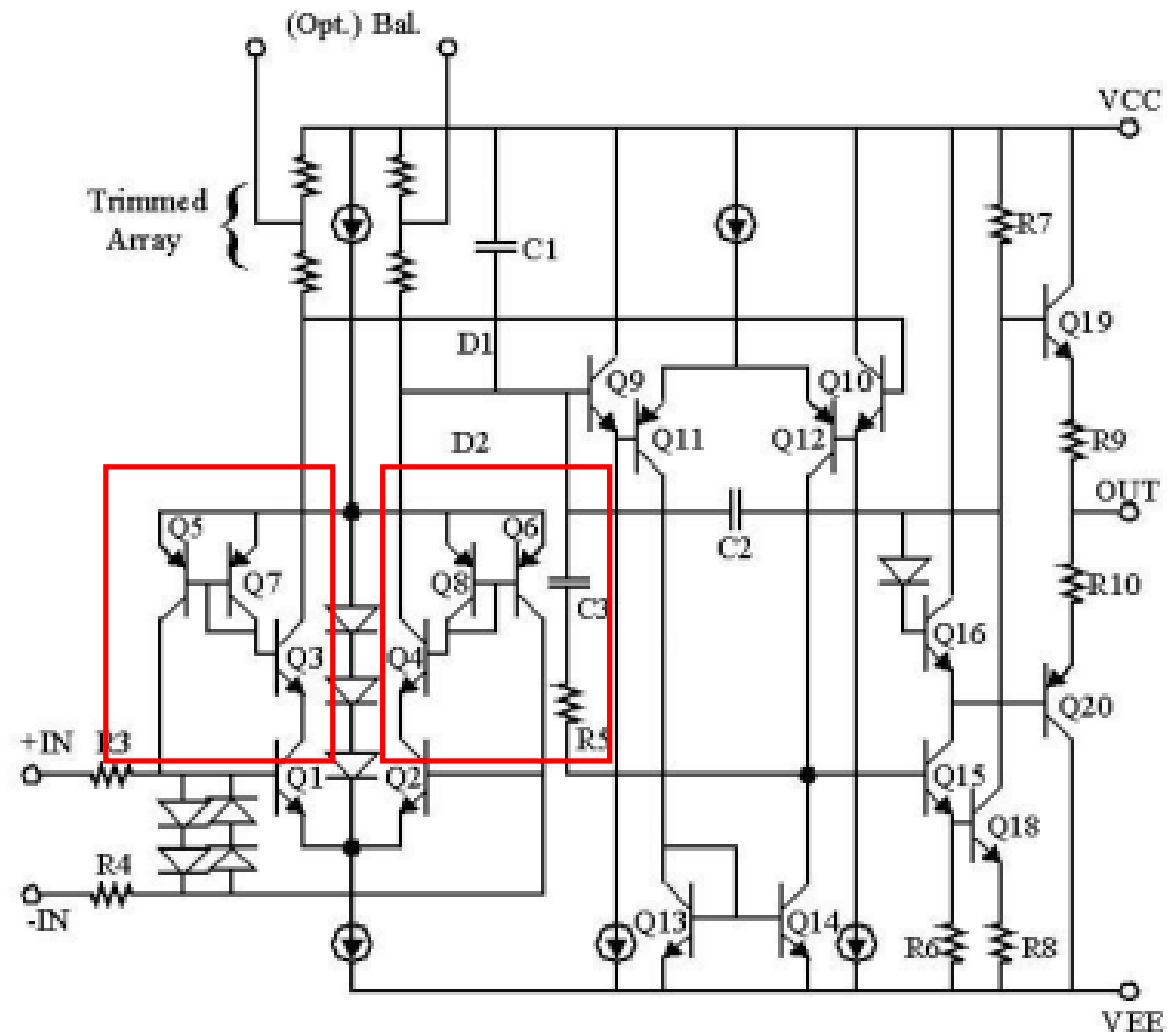 (Opt.) Bal.
VCC
Trimmed
Array
C1
R7
Q19
D1
Q9
Q10
Q11
Q12
R9
D2
OUT
Q5
Q6
C2
Q7
Q8
C3
R10
Q16
Q3
Q4
Q20
+IN
R3
R5
Q1
Q2
Q15
Q18
R4
-IN
Q13
Q14
R6
R8
VEE